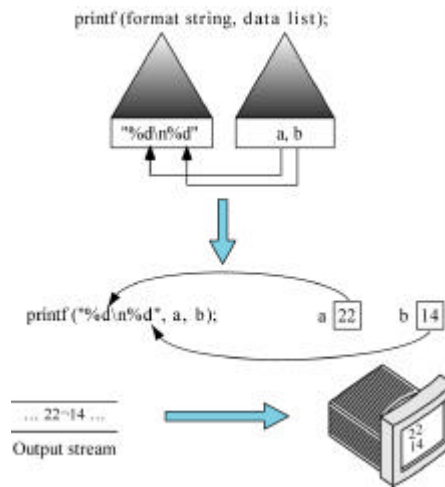 printf (format string, data list);
"%d\n%d" a, b
printf ("%d\n%d", a, b); a 22 b 14
... 22¬14 ...
Output stream
22
14